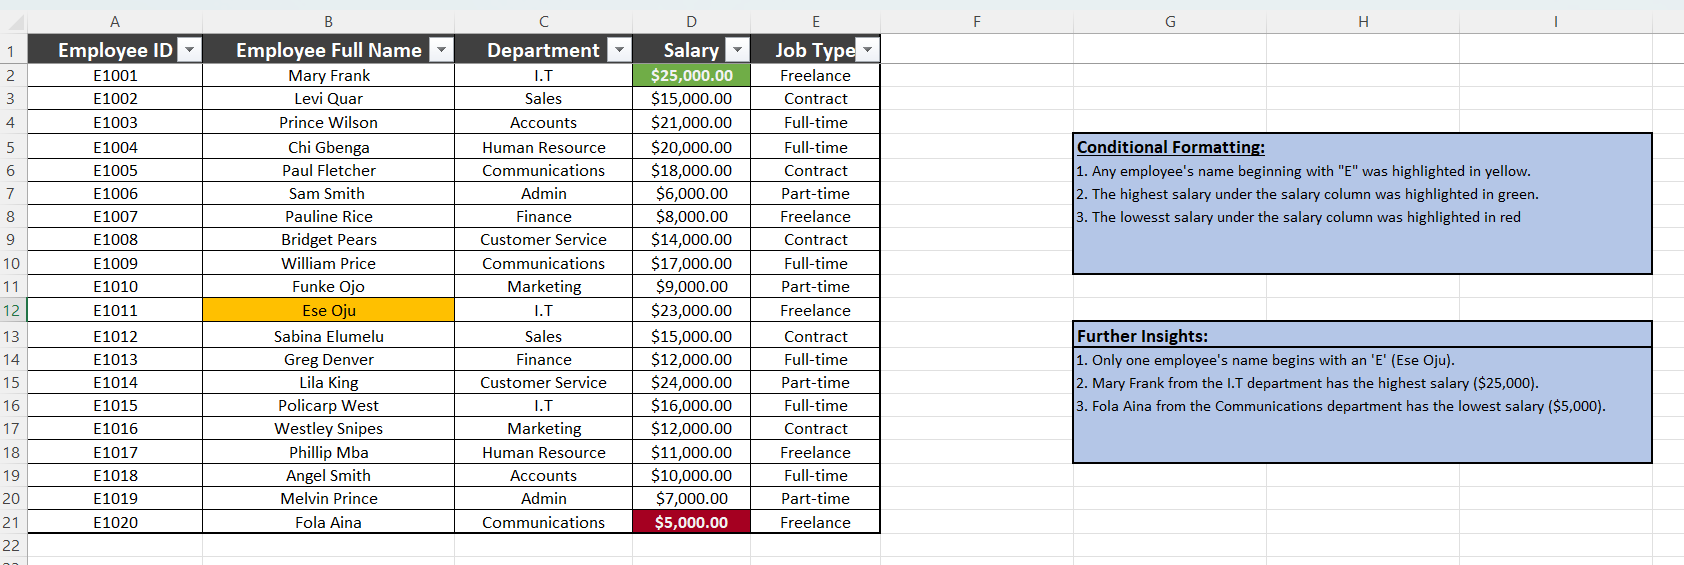 A B C D E F G H I
1 Employee ID Employee Full Name Department Salary Job Type
2 E1001 Mary Frank I.T $25,000.00 Freelance
3 E1002 Levi Quar Sales $15,000.00 Contract
4 E1003 Prince Wilson Accounts $21,000.00 Full-time
5 E1004 Chi Gbenga Human Resource $20,000.00 Full-time
6 E1005 Paul Fletcher Communications $18,000.00 Contract
7 E1006 Sam Smith Admin $6,000.00 Part-time
8 E1007 Pauline Rice Finance $8,000.00 Freelance
9 E1008 Bridget Pears Customer Service $14,000.00 Contract
10 E1009 William Price Communications $17,000.00 Full-time
11 E1010 Funke Ojo Marketing $9,000.00 Part-time
12 E1011 Ese Oju I.T $23,000.00 Freelance
13 E1012 Sabina Elumelu Sales $15,000.00 Contract
14 E1013 Greg Denver Finance $12,000.00 Full-time
15 E1014 Lila King Customer Service $24,000.00 Part-time
16 E1015 Policarp West I.T $16,000.00 Full-time
17 E1016 Westley Snipes Marketing $12,000.00 Contract
18 E1017 Phillip Mba Human Resource $11,000.00 Freelance
19 E1018 Angel Smith Accounts $10,000.00 Full-time
20 E1019 Melvin Prince Admin $7,000.00 Part-time
21 E1020 Fola Aina Communications $5,000.00 Freelance
22
Conditional Formatting:
1. Any employee's name beginning with "E" was highlighted in yellow.
2. The highest salary under the salary column was highlighted in green.
3. The lowesst salary under the salary column was highlighted in red
Further Insights:
1. Only one employee's name begins with an 'E' (Ese Oju).
2. Mary Frank from the I.T department has the highest salary ($25,000).
3. Fola Aina from the Communications department has the lowest salary ($5,000).